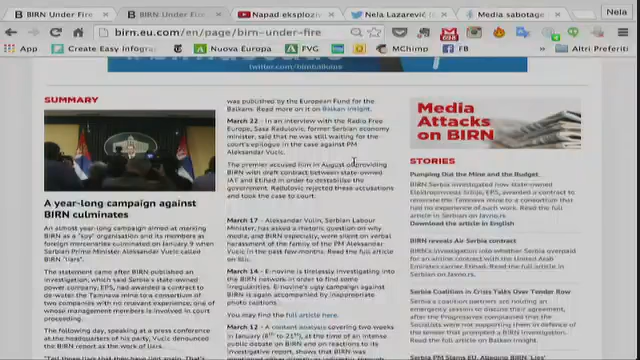 BIRN Under Fire
BIRN Under Fire
Napad eksploziv
Nela Lazarević
Media sabotage
Nela
birn.eu.com/en/page/birn-under-fire
Apps
Create Easy Infograp
Nuova Europa
FVG
MChimp
FB
Altri Preferiti
twitter.com/birnbalkans
SUMMARY
A year-long campaign against
BIRN culminates
An almost year-long campaign aimed at marking
BIRN as a "spy" organisation and its members as
foreign mercenaries culminated on January 9 when
Serbian Prime Minister Aleksandar Vucic called
BIRN "liars".
The statement came after BIRN published an
investigation, which said Serbia's state-owned
power company, EPS, had awarded a contract to
de-water the Tamnava mine to a consortium of
two companies with no relevant experience, one of
whose management members is involved in court
proceeding.
The following day, speaking at a press conference
at the headquarters of his party, Vucic denounced
the BIRN report as the work of liars.
was published by the European Fund for the
Balkans. Read more on it on Balkan Insight.
March 22 - In an interview with the Radio Free
Europe, Sasa Radulovic, former Serbian economy
minister, said that he was still waiting for the
court's epilogue in the case against PM
Aleksandar Vucic.
The premier accused him in August of providing
BIRN with draft contract between state-owned
JAT and Etihad in order to destabilise the
government. Radulovic rejected these accusations
and took the case to court.
March 17 - Aleksandar Vulin, Serbian Labour
Minister, has asked a rhetoric question on why
media, and BIRN especially, were silent on verbal
harassment of the family of the PM Aleksandar
Vucic in the past few months. Read the full article
on
March 14 - E-novine is tirelessly investigating into
the BIRN network in order to find some
irregularities. E-novine's ugly campaign against
BIRN is again accompanied by inappropriate
photo captions.
You may find the full article here.
March 12 - A content analysis covering two weeks
in January (8th to 21st), at the time of an intense
public debate on BIRN and pm reactions to its
investigative report, shows that BIRN was
Media
Attacks
on BIRN
STORIES
Pumping Out the Mine and the Budget
BIRN Serbia investigated how state-owned
Elektroprivreda Srbije, EPS, awarded a contract to
renovate the Tamnava mine to a consortium that
had no experience of such work. Read the full
article in Serbian on Javno.rs
Download the article in English
BIRN reveals Air Serbia contract
BIRN's investigation into whether Serbia overpaid
for an airline contract with the United Arab
Emirates carrier Etihad. Read the full article in
Serbian on Javno.rs.
Serbia Coalition in Crisis Talks Over Tender Row
Serbia's coalition partners are holding an
emergency session to discuss their government,
after the Progressives complained that the
Socialists were not supporting them in defence of
the tender that prompted a BIRN investigation.
Read the full article on Balkan Insight.
Serbia PM Slams EU, Alleging BIRN 'Lies'